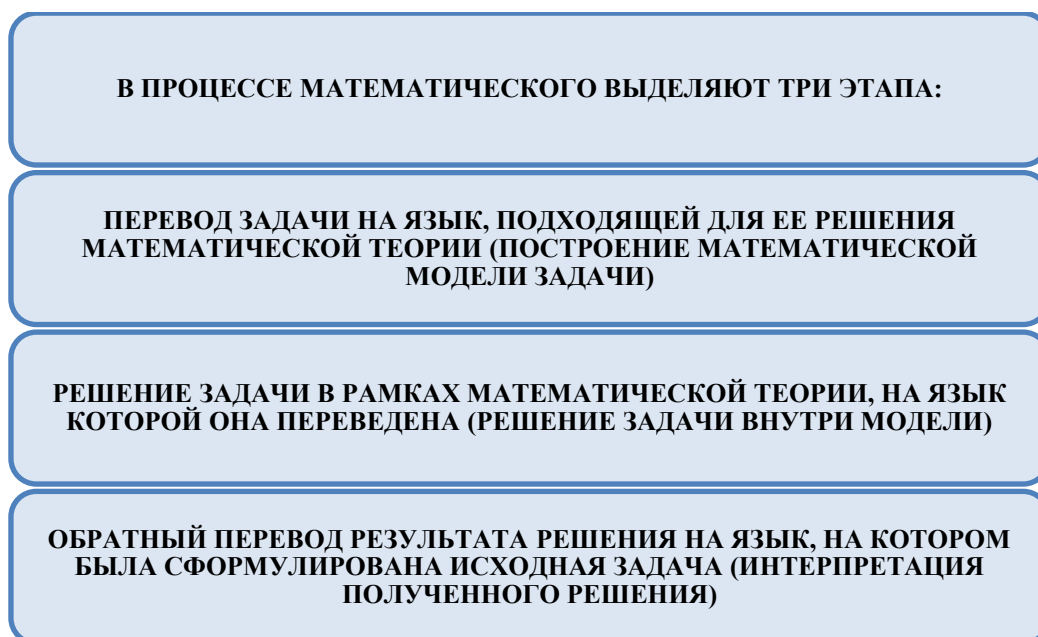 В ПРОЦЕССЕ МАТЕМАТИЧЕСКОГО ВЫДЕЛЯЮТ ТРИ ЭТАПА:
ПЕРЕВОД ЗАДАЧИ НА ЯЗЫК, ПОДХОДЯЩЕЙ ДЛЯ ЕЕ РЕШЕНИЯ
МАТЕМАТИЧЕСКОЙ ТЕОРИИ (ПОСТРОЕНИЕ МАТЕМАТИЧЕСКОЙ
МОДЕЛИ ЗАДАЧИ)
РЕШЕНИЕ ЗАДАЧИ В РАМКАХ МАТЕМАТИЧЕСКОЙ ТЕОРИИ, НА ЯЗЫК
КОТОРОЙ ОНА ПЕРЕВЕДЕНА (РЕШЕНИЕ ЗАДАЧИ ВНУТРИ МОДЕЛИ)
ОБРАТНЫЙ ПЕРЕВОД РЕЗУЛЬТАТА РЕШЕНИЯ НА ЯЗЫК, НА КОТОРОМ
БЫЛА СФОРМУЛИРОВАНА ИСХОДНАЯ ЗАДАЧА (ИНТЕРПРЕТАЦИЯ
ПОЛУЧЕННОГО РЕШЕНИЯ)